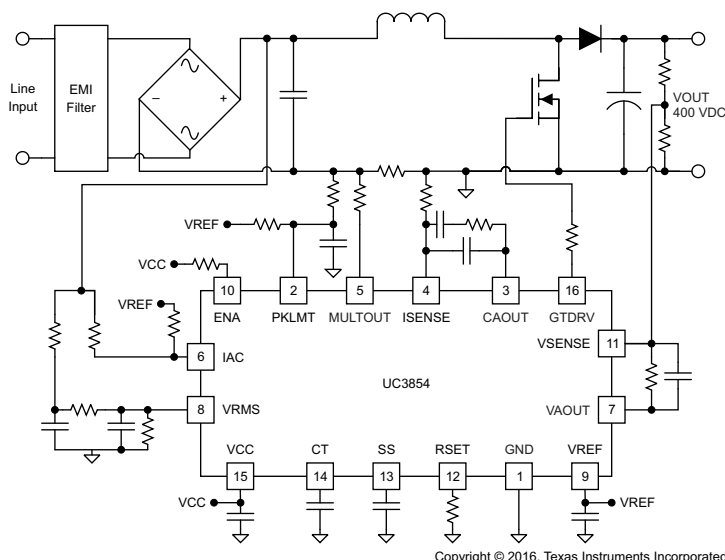 Line
Input
EMI
Filter
–
+
VOUT
400 VDC
VREF
VCC
VREF
10
2
5
4
3
16
ENA
PKLMT
MULTOUT
ISENSE
CAOUT
GTDRV
6
IAC
VSENSE
11
UC3854
8
VRMS
VAOUT
7
VCC
CT
SS
RSET
GND
VREF
15
14
13
12
1
9
VCC
VREF
Copyright © 2016, Texas Instruments Incorporated